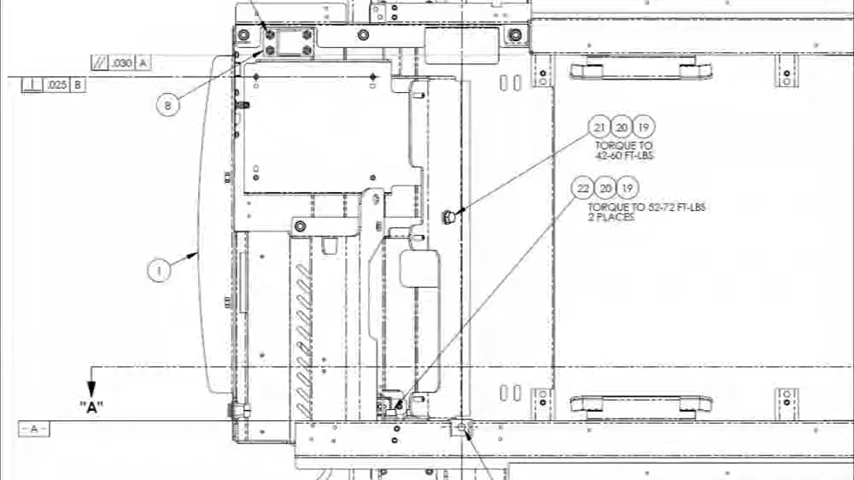 // .030 A
⊥ .025 B
8
21 20 19
TORQUE TO
42-60 FT-LBS
22 20 19
TORQUE TO 52-72 FT-LBS
2 PLACES
1
"A"
-A-